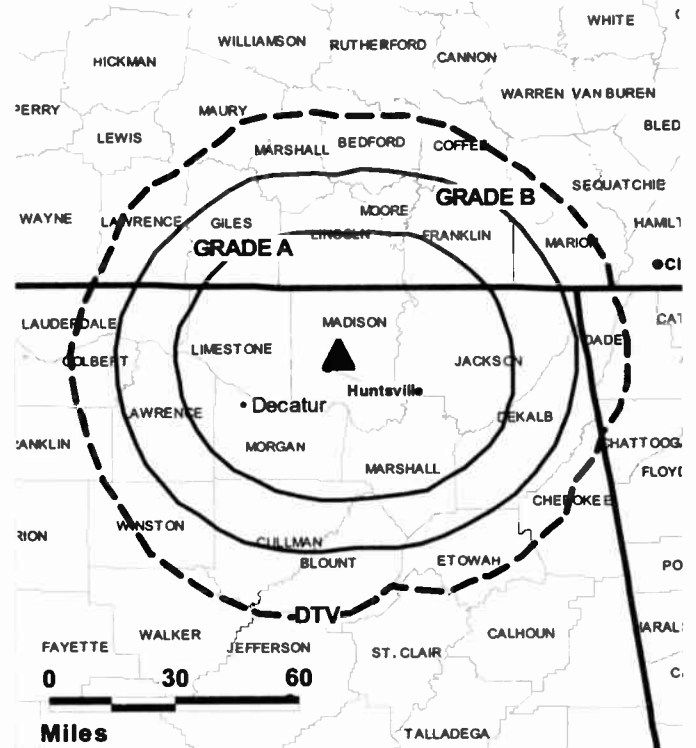 WHITE
WILLIAMSON
RUTHERFORD
HICKMAN
CANNON
WARREN VAN BUREN
PERRY
MAURY
BLED
LEWIS
MARSHALL
BEDFORD
COFFEE
SEQUATCHIE
GRADE B
WAYNE
LAWRENCE
GILES
MOORE
HAMILT
GRADE A
LINCOLN
FRANKLIN
MARION
CI
LAUDERDALE
MADISON
CAT
COLBERT
LIMESTONE
JACKSON
DADE
Huntsville
Decatur
LAWRENCE
DEKALB
RANKLIN
MORGAN
CHATTOOG
MARSHALL
FLOYD
CHEROKEE
WINSTON
RION
CULLMAN
BLOUNT
ETOWAH
PO
DTV
WALKER
CALHOUN
HARAL
FAYETTE
JEFFERSON
ST. CLAIR
0 30 60
Miles
TALLADEGA